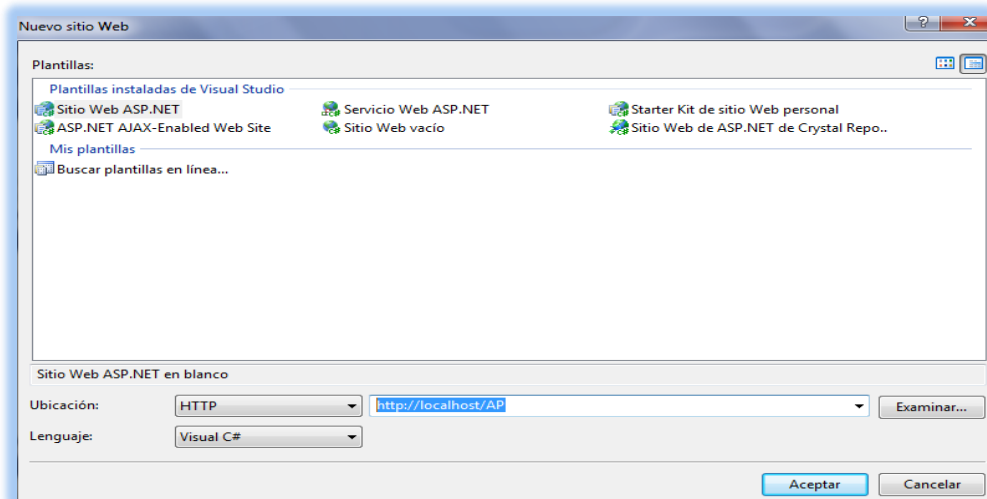 Nuevo sitio Web
?
Plantillas:
Plantillas instaladas de Visual Studio
Sitio Web ASP.NET Servicio Web ASP.NET Starter Kit de sitio Web personal
ASP.NET AJAX-Enabled Web Site Sitio Web vacío Sitio Web de ASP.NET de Crystal Repo..
Mis plantillas
Buscar plantillas en línea...
Sitio Web ASP.NET en blanco
Ubicación: HTTP http://localhost/AP Examinar...
Lenguaje: Visual C#
Aceptar Cancelar